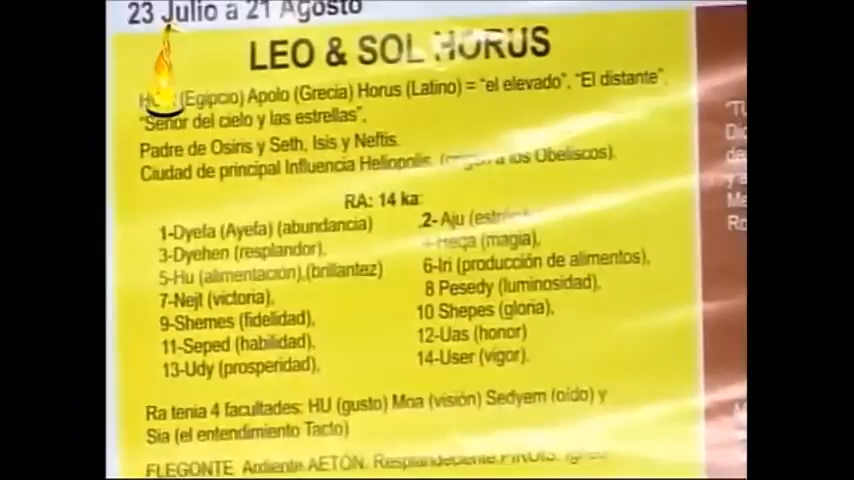 23 Julio a 21 Agosto
LEO & SOL HORUS
(Egipcio) Apolo (Grecia) Horus (Latino) = "el elevado", "El distante",
"Señor del cielo y las estrellas",
Padre de Osiris y Seth, Isis y Neftis.
Ciudad de principal Influencia Heliopolis, a los Obeliscos).
RA: 14 ka:
1-Dyefa (Ayefa) (abundancia) 2-Aju
3-Dyehen (resplandor), -Heqa (magia),
5-Hu (alimentación),(brillantez) 6-Iri (producción de alimentos),
7-Nejt (victoria), 8 Pesedy (luminosidad),
9-Shemes (fidelidad), 10 Shepes (gloria),
11-Seped (habilidad), 12-Uas (honor)
13-Udy (prosperidad), 14-User (vigor).
Ra tenia 4 facultades: HU (gusto) Moa (visión) Sedyem (oído) y
Sia (el entendimiento Tacto)
FLEGONTE Ardiente AETÓN, Resplandeciente